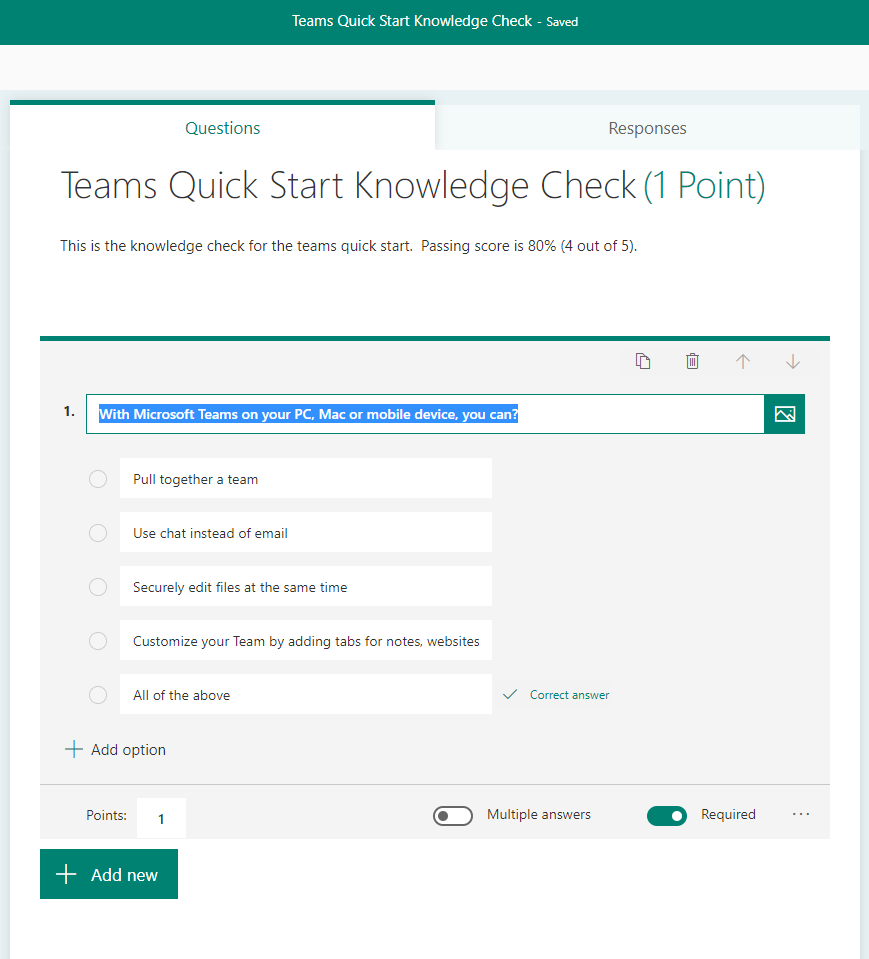 Teams Quick Start Knowledge Check - Saved
Questions
Responses
Teams Quick Start Knowledge Check (1 Point)
This is the knowledge check for the teams quick start.  Passing score is 80% (4 out of 5).
1.
With Microsoft Teams on your PC, Mac or mobile device, you can?
Pull together a team
Use chat instead of email
Securely edit files at the same time
Customize your Team by adding tabs for notes, websites
All of the above
Correct answer
Add option
Points:
1
Multiple answers
Required
Add new